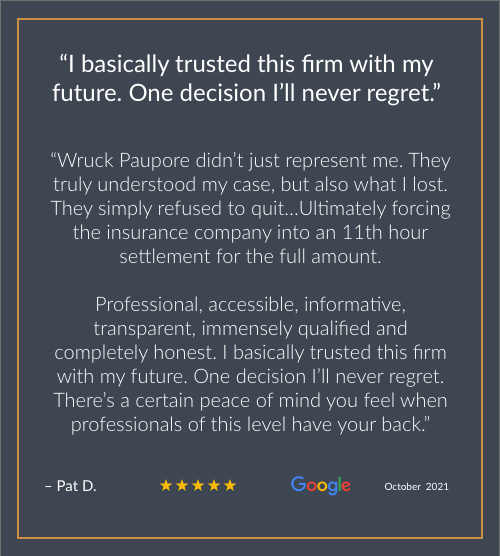 “I basically trusted this firm with my
future. One decision I’ll never regret.”
“Wruck Paupore didn’t just represent me. They
truly understood my case, but also what I lost.
They simply refused to quit...Ultimately forcing
the insurance company into an 11th hour
settlement for the full amount.
Professional, accessible, informative,
transparent, immensely qualified and
completely honest. I basically trusted this firm
with my future. One decision I’ll never regret.
There’s a certain peace of mind you feel when
professionals of this level have your back.”
– Pat D. Google October 2021